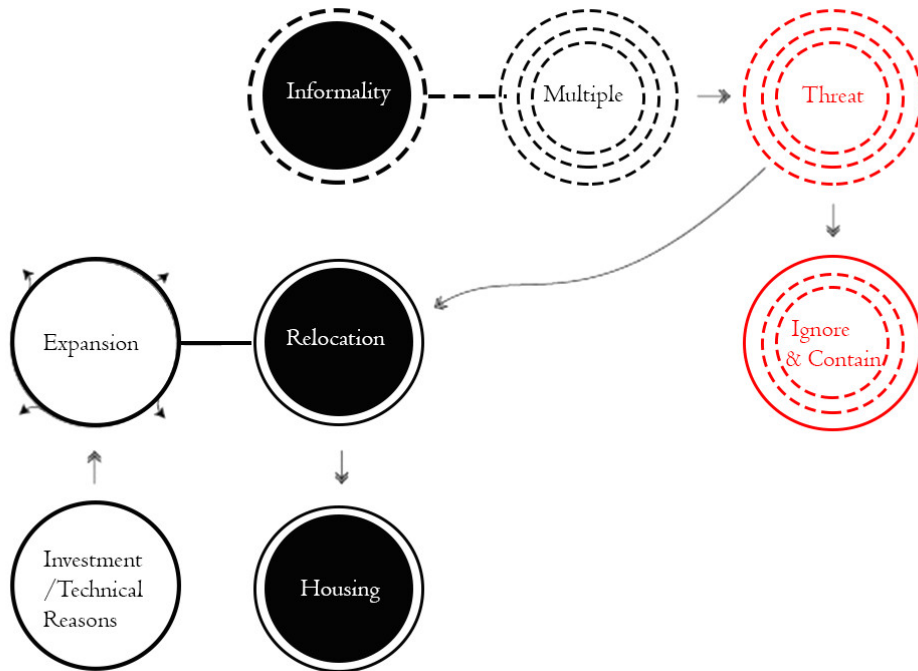 Informality
Multiple
Threat
Expansion
Relocation
Ignore
& Contain
Investment
/Technical
Reasons
Housing